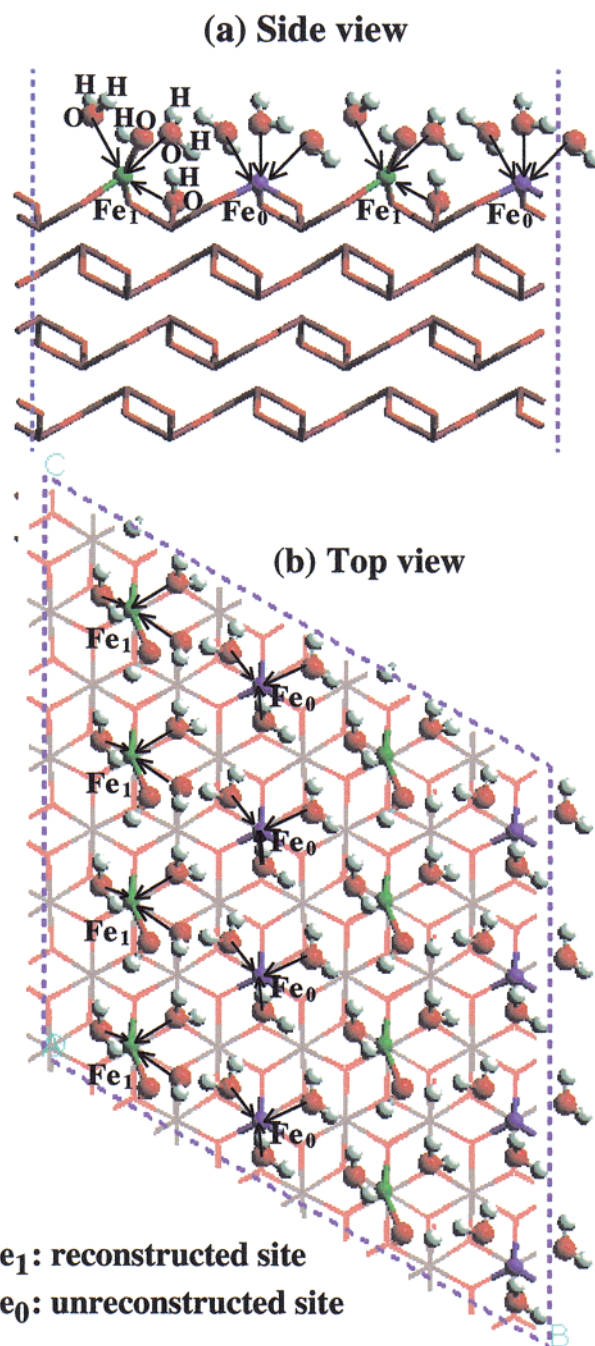 (a) Side view
H H H
O H O H
O H
H
Fe1 O Fe0 Fe1 Fe0
C
(b) Top view
Fe1
Fe0
Fe1
Fe0
Fe1
Fe0
A
Fe1
Fe0
e1: reconstructed site
e0: unreconstructed site
B